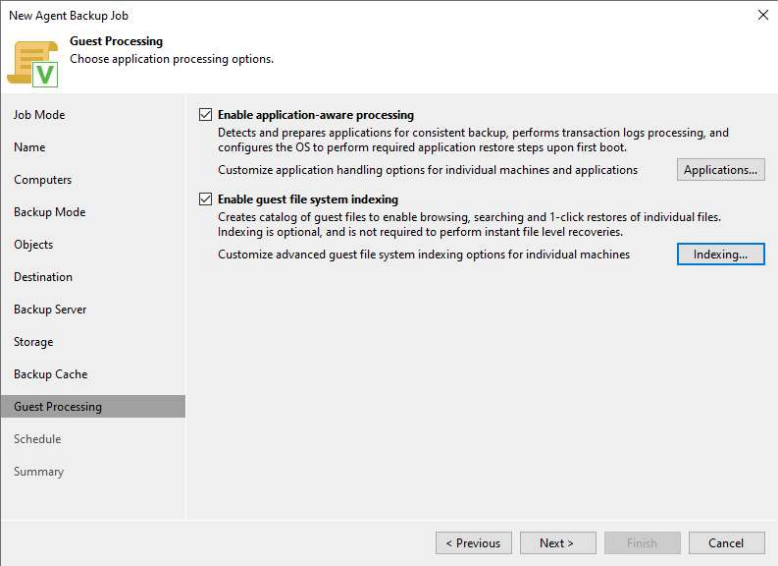 New Agent Backup Job
Guest Processing
Choose application processing options.
V
Job Mode
Name
Computers
Backup Mode
Objects
Destination
Backup Server
Storage
Backup Cache
Guest Processing
Schedule
Summary
Enable application-aware processing
Detects and prepares applications for consistent backup, performs transaction logs processing, and
configures the OS to perform required application restore steps upon first boot.
Customize application handling options for individual machines and applications
Applications...
Enable guest file system indexing
Creates catalog of guest files to enable browsing, searching and 1-click restores of individual files.
Indexing is optional, and is not required to perform instant file level recoveries.
Customize advanced guest file system indexing options for individual machines
Indexing...
< Previous
Next >
Finish
Cancel